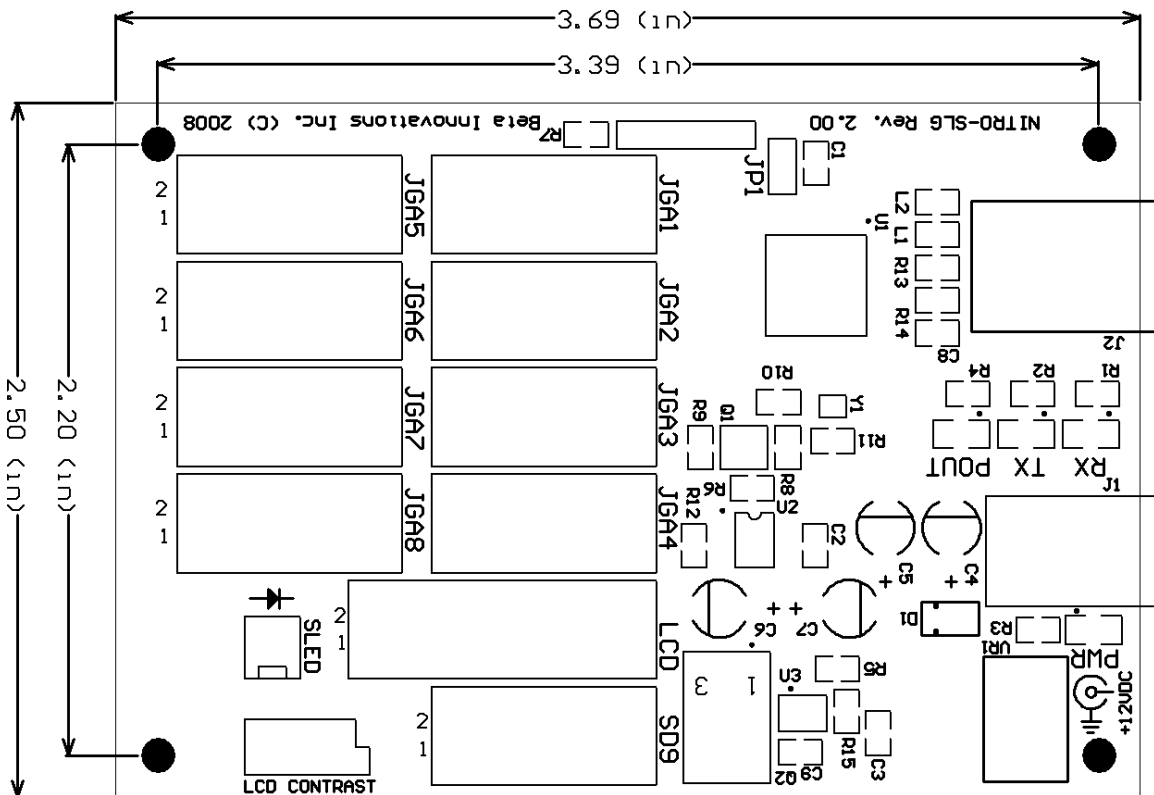 3.69 (in)
3.39 (in)
Beta Innovations Inc. (C) 2008
NITRO-SLG Rev. 2.00
R7
JP1
C1
2
1
JGA5
JGA1
L2
U1
L1
R13
R14
C8
J2
2
1
JGA6
JGA2
2.50 (in)
2.20 (in)
R10
R4
R2
R1
2
1
JGA7
JGA3
R9
Q1
Y1
R11
R8
POUT
TX
RX
R6
J1
2
1
JGA8
JGA4
R12
U2
C2
C5
C4
+
+
SLED
2
1
LCD
C6
+
+
C7
D1
R3
PWR
VR1
3
1
U3
R5
+12VDC
LCD CONTRAST
2
1
SD9
Q2
C9
R15
C3